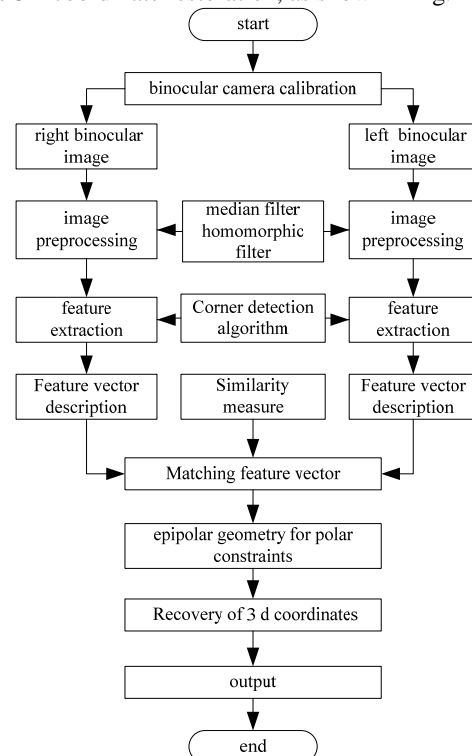 start
binocular camera calibration
right binocular
image
left binocular
image
image
preprocessing
median filter
homomorphic
filter
image
preprocessing
feature
extraction
Corner detection
algorithm
feature
extraction
Feature vector
description
Similarity
measure
Feature vector
description
Matching feature vector
epipolar geometry for polar
constraints
Recovery of 3 d coordinates
output
end